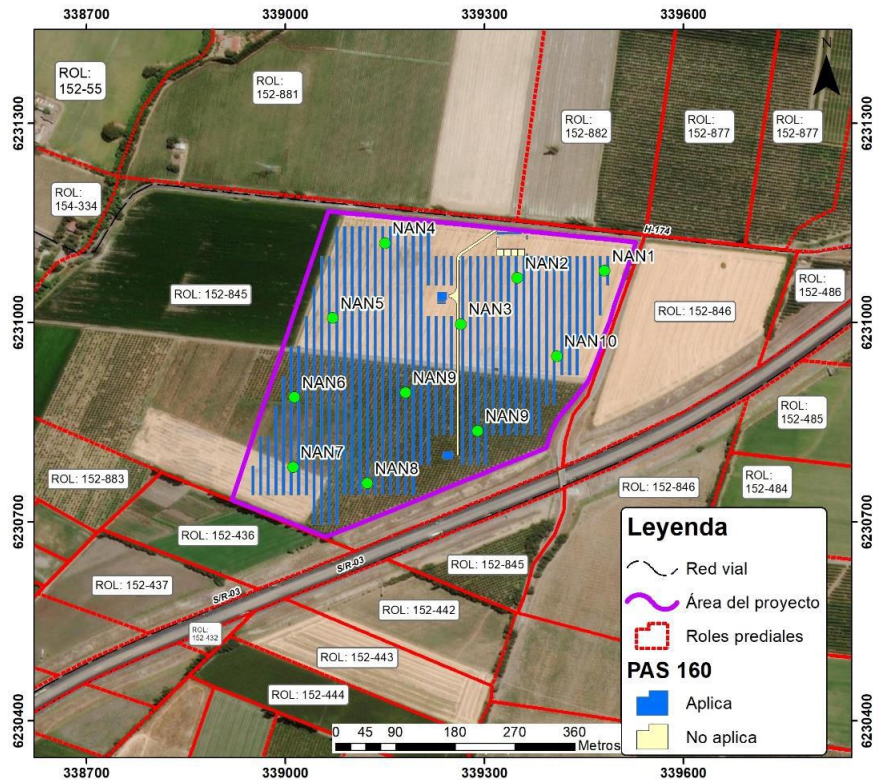 338700 339000 339300 339600
ROL:
152-55
ROL:
152-881
N
ROL:
152-882
ROL:
152-877
ROL:
152-877
6231300
6231300
ROL:
154-334
H-174
NAN4
NAN2
NAN1
ROL: 152-845
ROL:
152-486
NAN5
NAN3
ROL: 152-846
6231000
6231000
NAN10
NAN6
NAN9
NAN9
ROL:
152-485
NAN7
NAN8
ROL: 152-883
ROL: 152-846
ROL:
152-484
6230700
6230700
ROL: 152-436
S/R-03
ROL: 152-845
S/R-03
ROL: 152-437
ROL: 152-442
ROL:
152-432
ROL: 152-443
ROL: 152-444
6230400
6230400
Leyenda
Red vial
Área del proyecto
Roles prediales
PAS 160
Aplica
No aplica
0 45 90 180 270 360
Metros
338700 339000 339300 339600